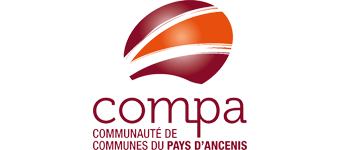 compa
COMMUNAUTÉ DE
COMMUNES DU PAYS D'ANCENIS